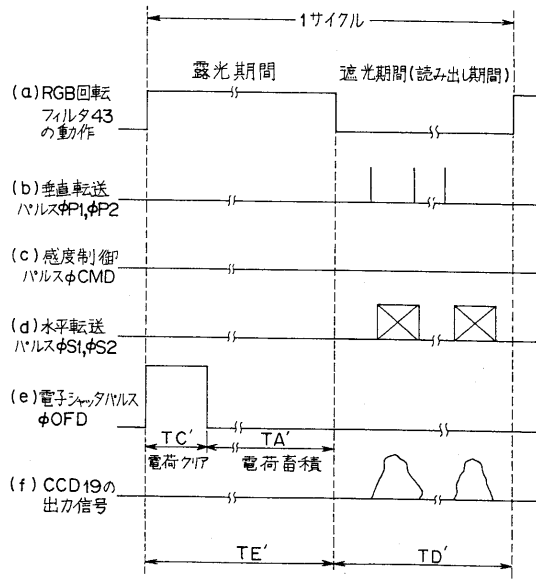 1サイクル
露光期間
遮光期間(読み出し期間)
(a)RGB回転
フィルタ43
の動作
(b)垂直転送
パルスφP1,φP2
(c)感度制御
パルスφCMD
(d)水平転送
パルスφS1,φS2
(e)電子シャッタパルス
φOFD
TC′
TA′
電荷クリア
電荷畜積
(f)CCD19の
出力信号
TE′
TD′